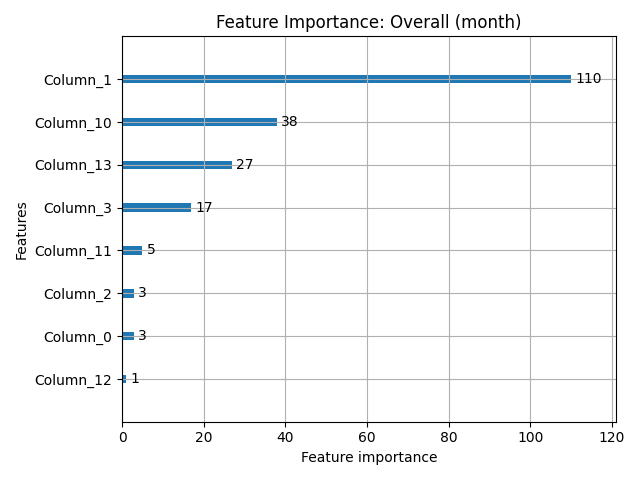 Feature Importance: Overall (month)
Column_1 110
Column_10 38
Column_13 27
Column_3 17
Column_11 5
Column_2 3
Column_0 3
Column_12 1
Features
0 20 40 60 80 100 120
Feature importance